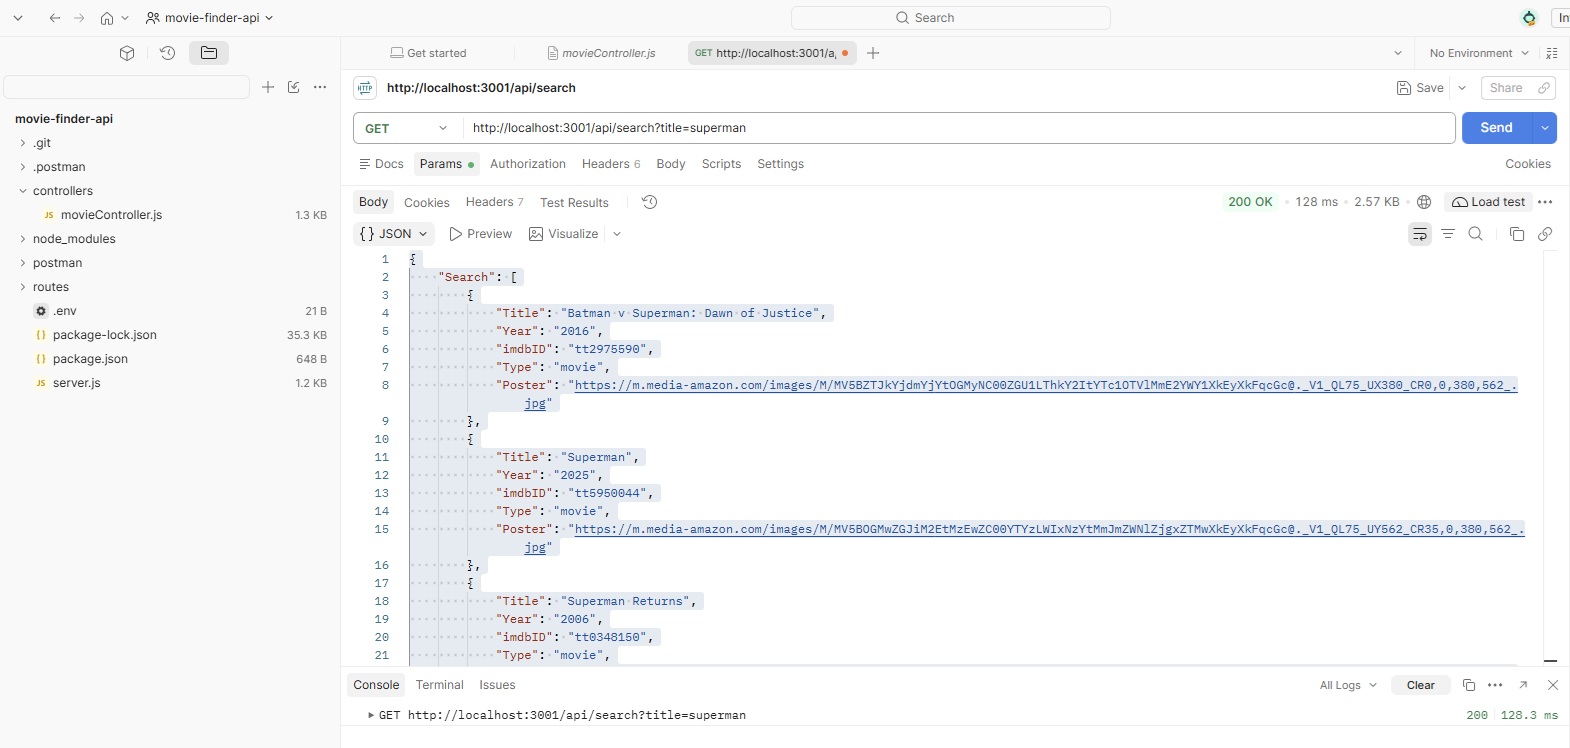 movie-finder-api
Search
In
Get started
movieController.js
GET http://localhost:3001/a,
No Environment
HTTP http://localhost:3001/api/search
Save
Share
movie-finder-api
GET
http://localhost:3001/api/search?title=superman
Send
.git
.postman
controllers
JS movieController.js 1.3 KB
node_modules
postman
routes
.env 21 B
package-lock.json 35.3 KB
package.json 648 B
JS server.js 1.2 KB
Docs Params Authorization Headers 6 Body Scripts Settings Cookies
Body Cookies Headers 7 Test Results 200 OK 128 ms 2.57 KB Load test
{} JSON Preview Visualize
1 {
2 "Search": [
3 {
4 "Title": "Batman v Superman: Dawn of Justice",
5 "Year": "2016",
6 "imdbID": "tt2975590",
7 "Type": "movie",
8 "Poster": "https://m.media-amazon.com/images/M/MV5BZTJkYjdmYjYtOGMyNC00ZGU1LThkY2ItYTc1OTVlMmE2YWY1XkEyXkFqcGc@._V1_QL75_UX380_CR0,0,380,562_.
jpg"
9 },
10 {
11 "Title": "Superman",
12 "Year": "2025",
13 "imdbID": "tt5950044",
14 "Type": "movie",
15 "Poster": "https://m.media-amazon.com/images/M/MV5BOGMwZGJiM2EtMzEwZC00YTYzLWIxNzYtMmJmZWNlZjgxZTMwXkEyXkFqcGc@._V1_QL75_UY562_CR35,0,380,562_.
jpg"
16 },
17 {
18 "Title": "Superman Returns",
19 "Year": "2006",
20 "imdbID": "tt0348150",
21 "Type": "movie",
Console Terminal Issues All Logs Clear
GET http://localhost:3001/api/search?title=superman 200 128.3 ms